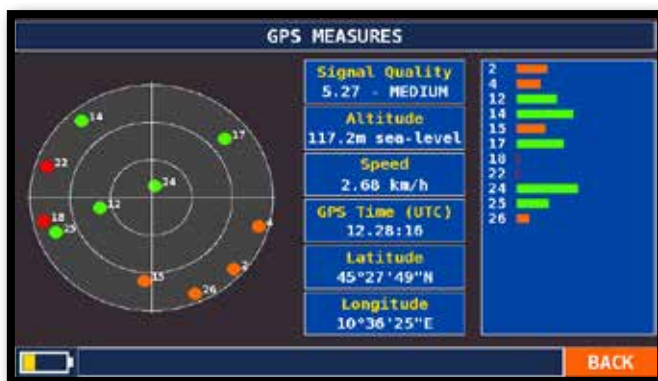 GPS MEASURES
14
17
22
24
12
18
25
4
2
15
26
Signal Quality
5.27 - MEDIUM
Altitude
117.2m sea-level
Speed
2.68 km/h
GPS Time (UTC)
12.28:16
Latitude
45°27'49"N
Longitude
10°36'25"E
2
4
12
14
15
17
18
22
24
25
26
BACK